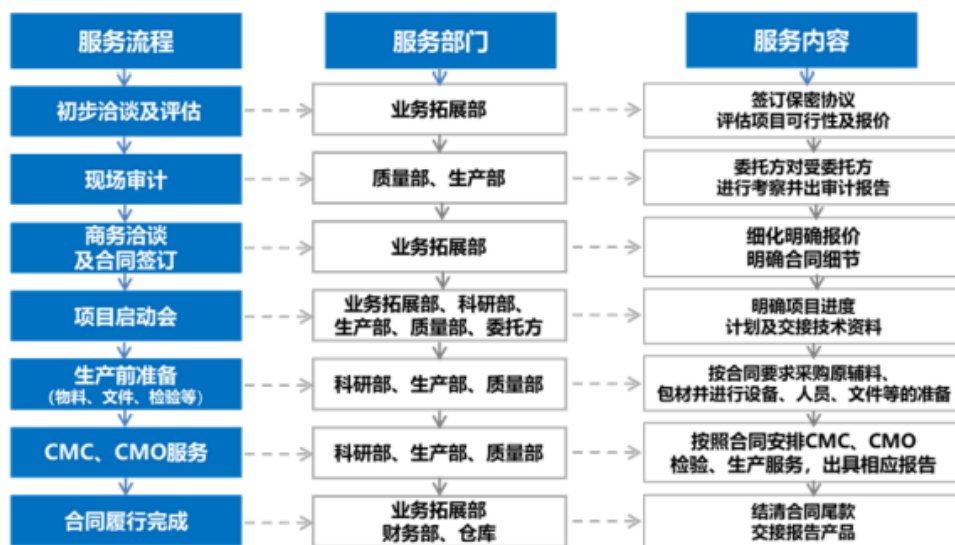 服务流程
服务部门
服务内容
初步洽谈及评估
业务拓展部
签订保密协议
评估项目可行性及报价
现场审计
质量部、生产部
委托方对受委托方
进行考察并出审计报告
商务洽谈
及合同签订
业务拓展部
细化明确报价
明确合同细节
项目启动会
业务拓展部、科研部、
生产部、质量部、委托方
明确项目进度
计划及交接技术资料
生产前准备
(物料、文件、检验等)
科研部、生产部、质量部
按合同要求采购原辅料、
包材并进行设备、人员、文件等的准备
CMC、CMO服务
科研部、生产部、质量部
按照合同安排CMC、CMO
检验、生产服务，出具相应报告
合同履行完成
业务拓展部
财务部、仓库
结清合同尾款
交接报告产品